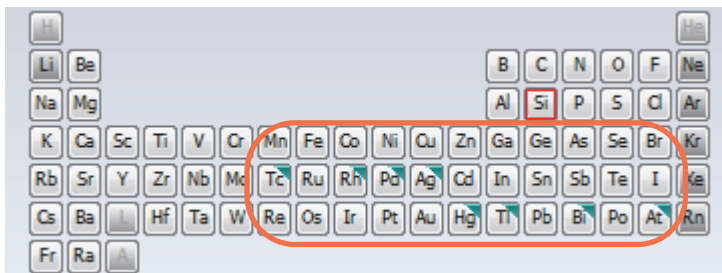 H He
Li Be B C N O F Ne
Na Mg Al Si P S Cl Ar
K Ca Sc Ti V Cr Mn Fe Co Ni Cu Zn Ga Ge As Se Br Kr
Rb Sr Y Zr Nb Mo Tc Ru Rh Pd Ag Cd In Sn Sb Te I Xe
Cs Ba L Hf Ta W Re Os Ir Pt Au Hg Tl Pb Bi Po At Rn
Fr Ra A